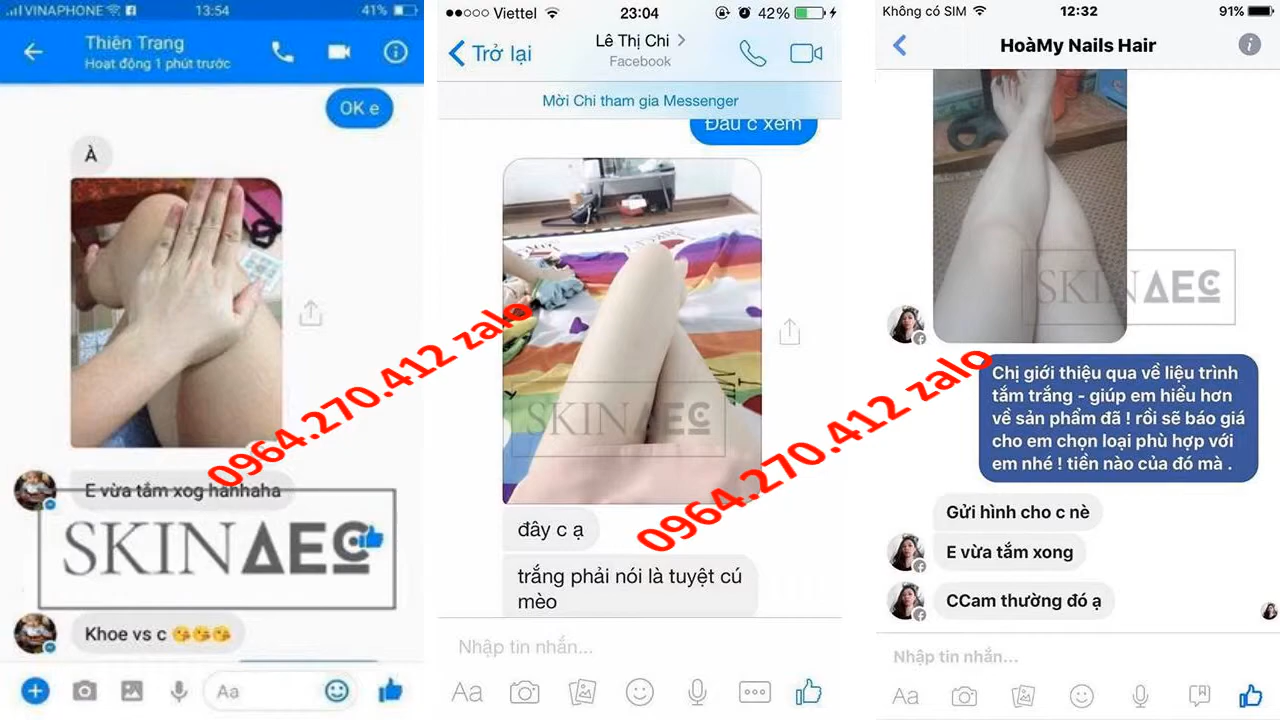 VINAPHONE
13:54
41%
Thiên Trang
Hoạt động 1 phút trước
OK e
À
E vừa tắm xog hahhaha
SKINAEC
Khoe vs c 😘😘😘
Aa
Viettel
23:04
42%
Trở lại
Lê Thị Chi
Facebook
Mời Chi tham gia Messenger
Đâu c xem
SKINAEC
đây c ạ
trắng phải nói là tuyệt cú
mèo
Nhập tin nhắn...
Aa
Không có SIM
12:32
91%
HoàMy Nails Hair
SKINAEC
Chị giới thiệu qua về liệu trình
tắm trắng - giúp em hiểu hơn
về sản phẩm đã ! rồi sẽ báo giá
cho em chọn loại phù hợp với
em nhé ! tiền nào của đó mà .
Gửi hình cho c nè
E vừa tắm xong
CCam thường đó ạ
Nhập tin nhắn...
Aa
0964.270.412 zalo
0964.270.412 zalo